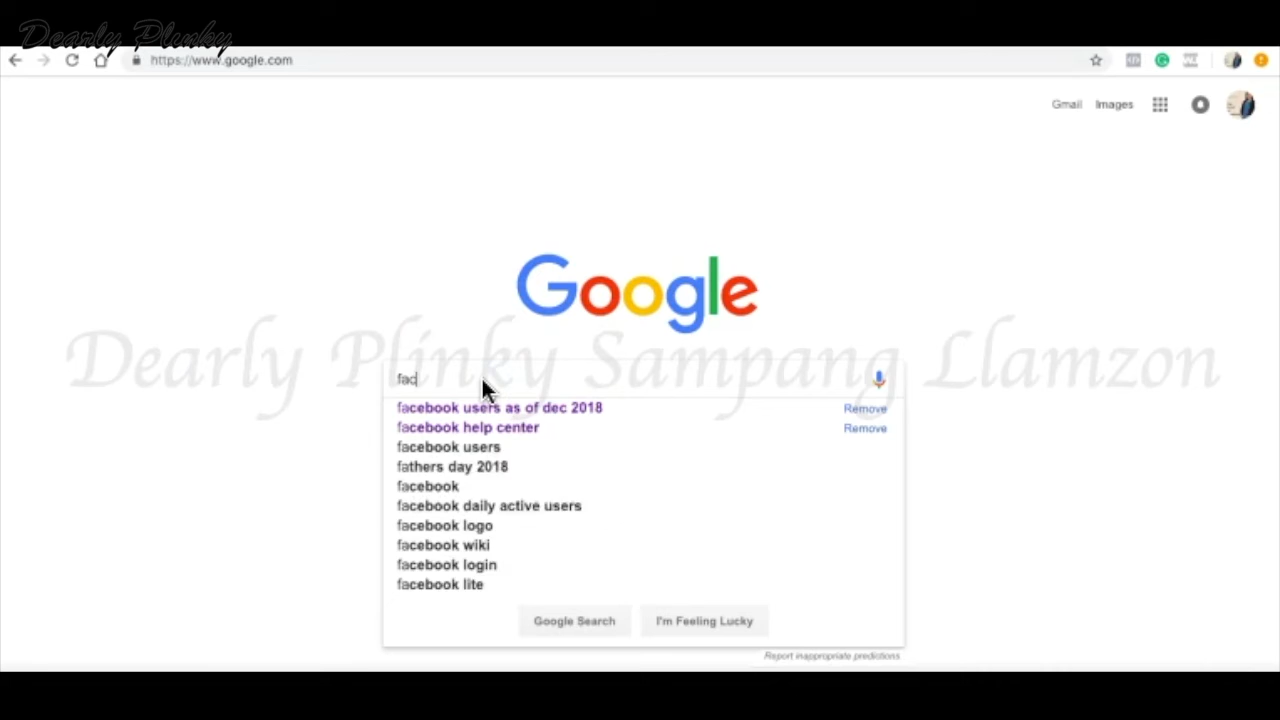 Dearly Plinky
https://www.google.com
Gmail Images
Google
Dearly Plinky Sampang Llamzon
fac
facebook users as of dec 2018 Remove
facebook help center Remove
facebook users
fathers day 2018
facebook
facebook daily active users
facebook logo
facebook wiki
facebook login
facebook lite
Google Search I'm Feeling Lucky
Report inappropriate predictions